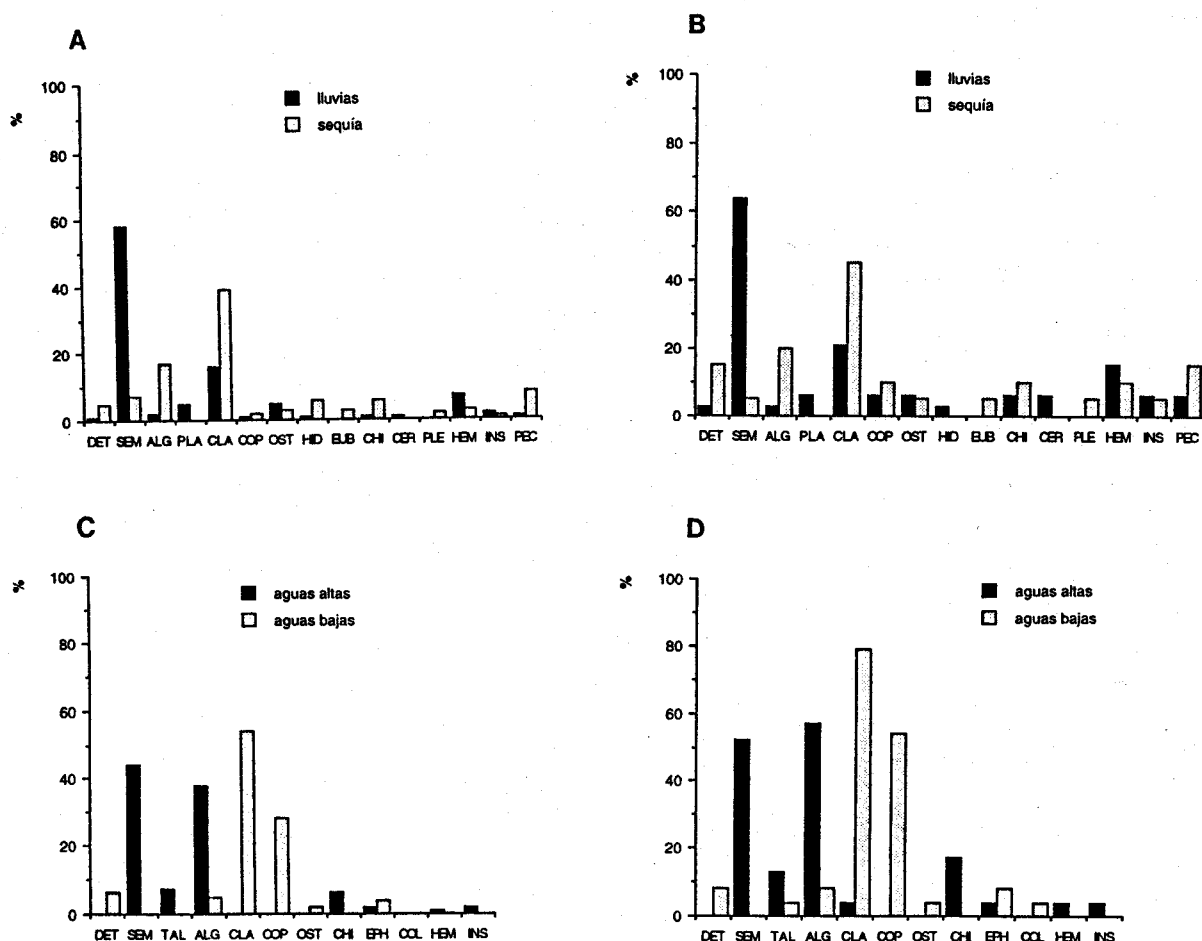 A
%
100
80
60
40
20
0
lluvias
sequía
DET SEM ALG PLA CLA COP OST HID EUB CHI CER PLE HEM INS PEC
B
%
100
80
60
40
20
0
lluvias
sequía
DET SEM ALG PLA CLA COP OST HID EUB CHI CER PLE HEM INS PEC
C
%
100
80
60
40
20
0
aguas altas
aguas bajas
DET SEM TAL ALG CLA COP OST CHI EPH COL HEM INS
D
%
100
80
60
40
20
0
aguas altas
aguas bajas
DET SEM TAL ALG CLA COP OST CHI EPH COL HEM INS